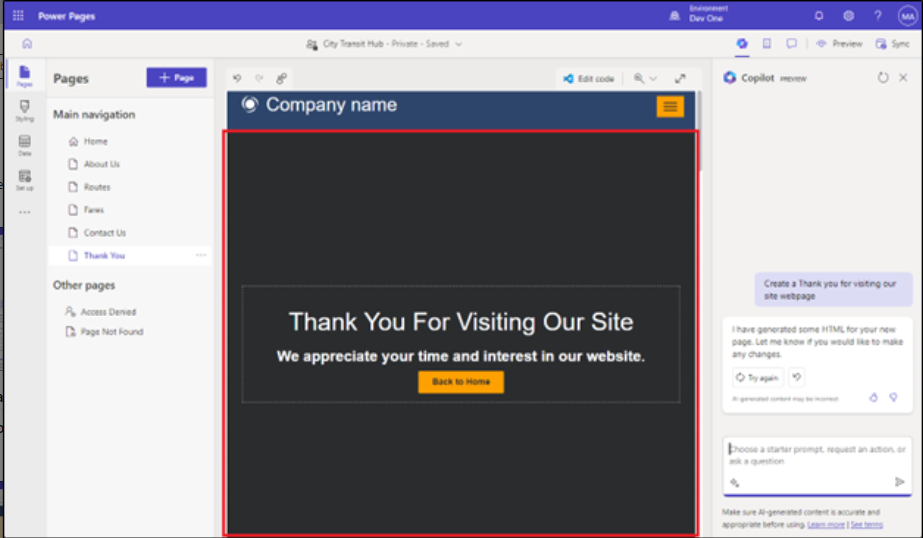 Power Pages
Environment
Dev One
MA
City Transit Hub - Private - Saved
Preview
Sync
Pages
Styling
Data
Set up
Pages
+ Page
Main navigation
Home
About Us
Routes
Fares
Contact Us
Thank You
Other pages
Access Denied
Page Not Found
Edit code
Company name
Thank You For Visiting Our Site
We appreciate your time and interest in our website.
Back to Home
Copilot PREVIEW
Create a Thank you for visiting our
site webpage
I have generated some HTML for your new
page. Let me know if you would like to make
any changes.
Try again
AI-generated content may be incorrect
Choose a starter prompt, request an action, or
ask a question
Make sure AI-generated content is accurate and
appropriate before using. Learn more | See terms